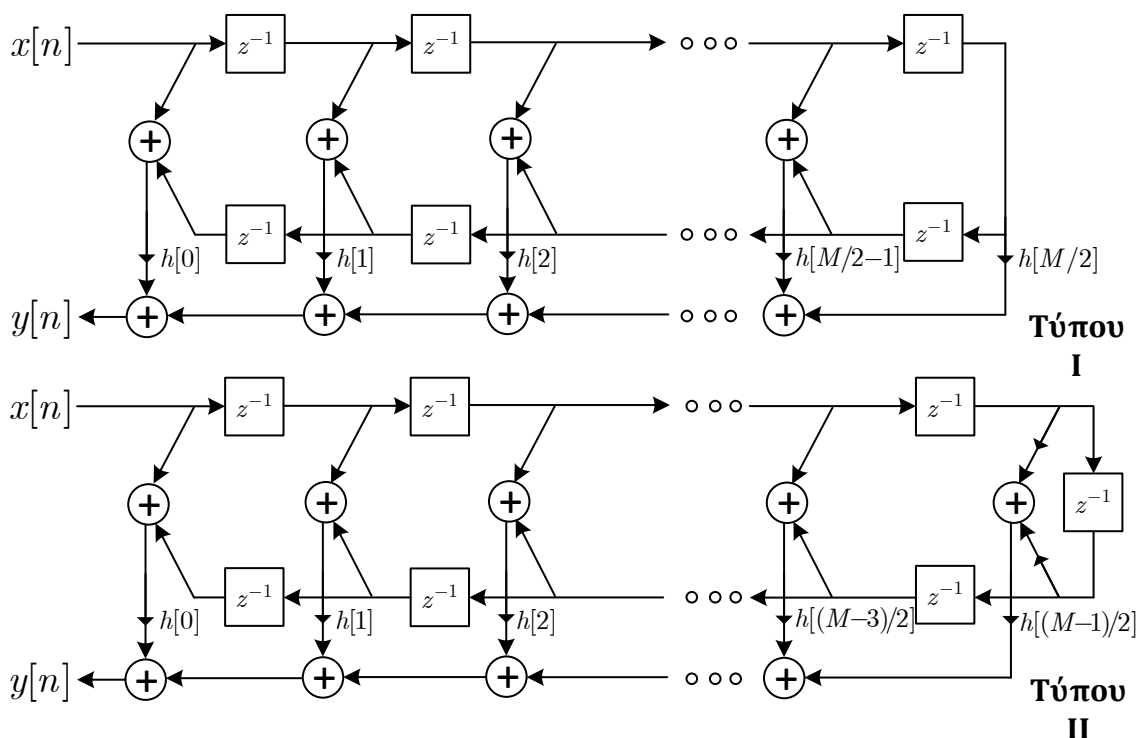 x[n]
z⁻¹
z⁻¹
z⁻¹
+
+
+
+
z⁻¹
z⁻¹
z⁻¹
h[0]
h[1]
h[2]
h[M/2−1]
h[M/2]
+
+
+
+
y[n]
Τύπου
I
x[n]
z⁻¹
z⁻¹
z⁻¹
+
+
+
+
+
z⁻¹
z⁻¹
z⁻¹
z⁻¹
h[0]
h[1]
h[2]
h[(M−3)/2]
h[(M−1)/2]
+
+
+
+
y[n]
Τύπου
II